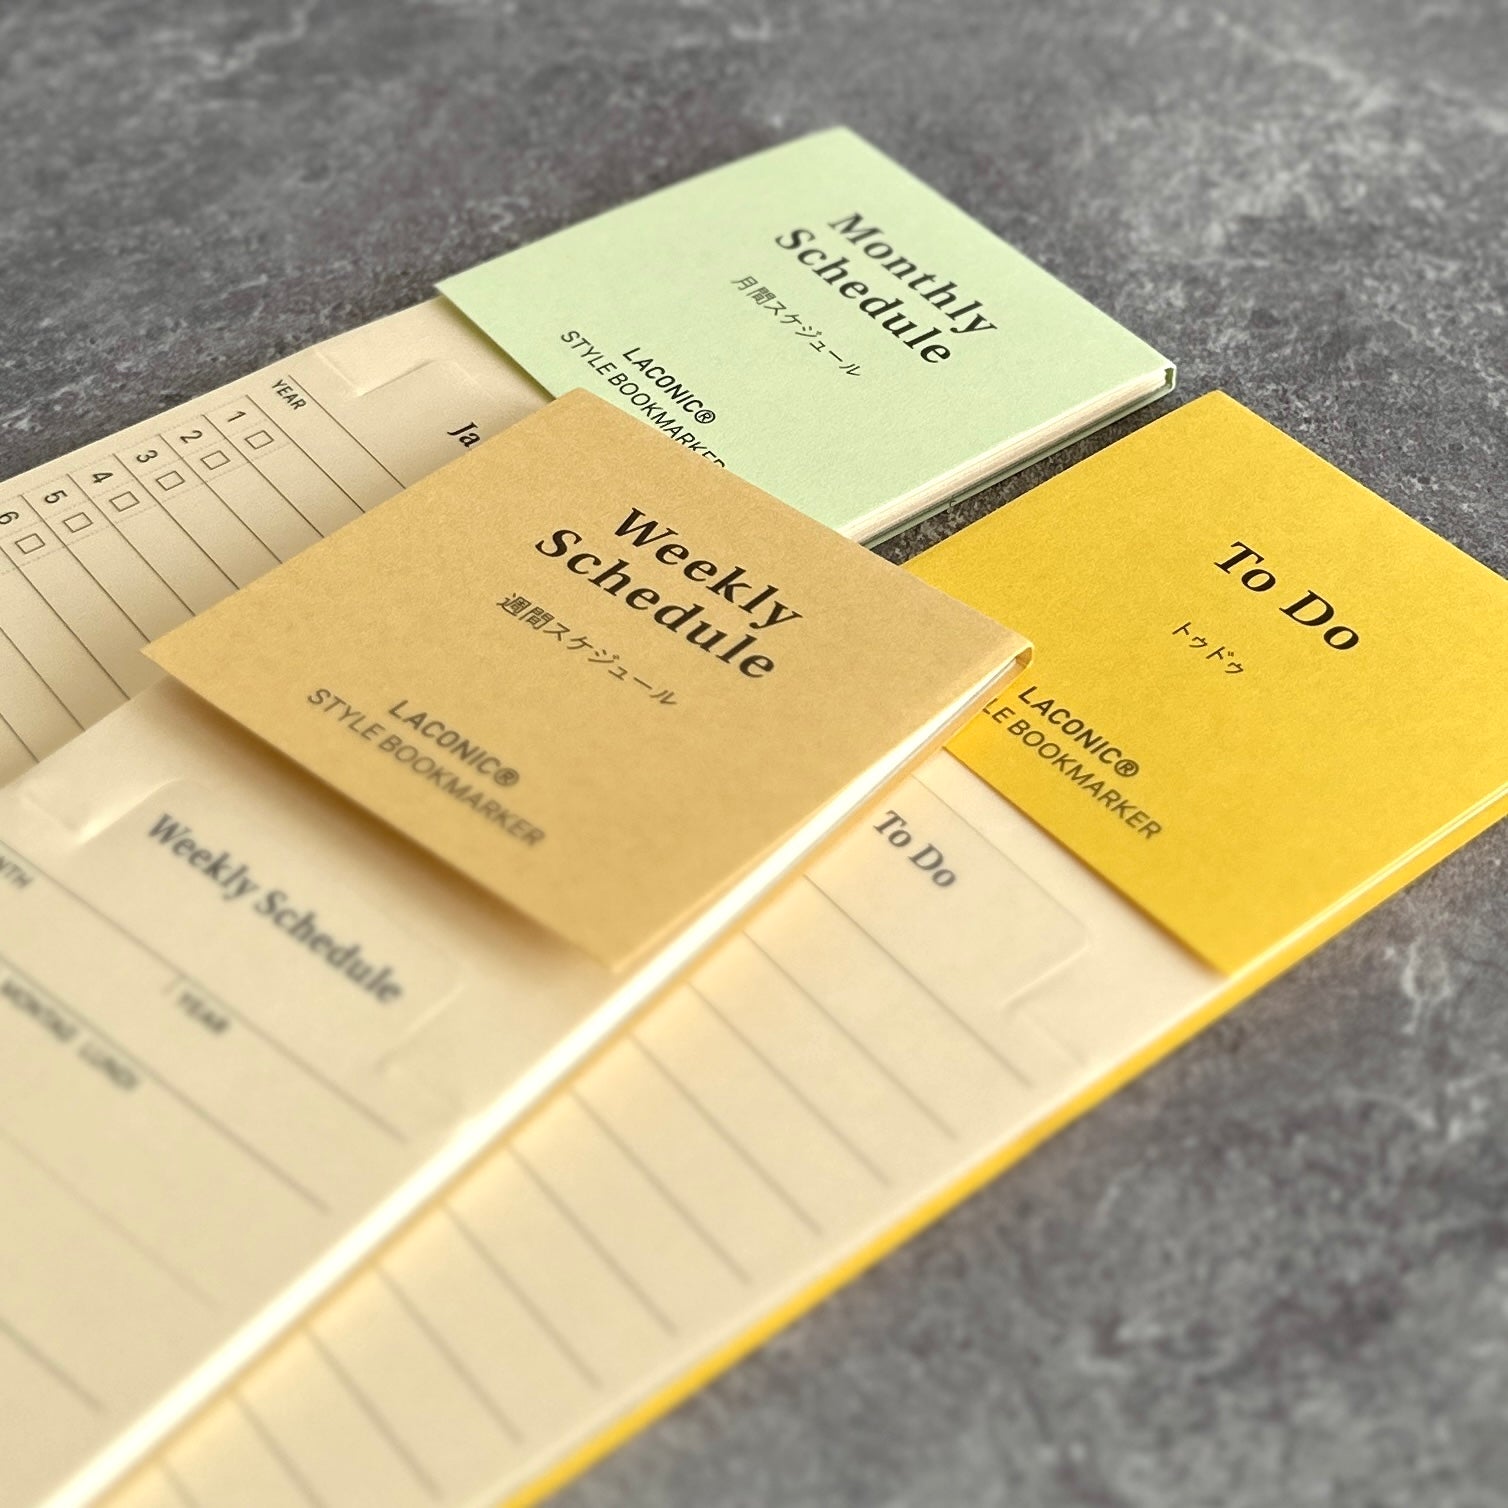 Monthly
Schedule
月間スケジュール
LACONIC®
STYLE BOOKMARKER
YEAR
1
2
3
4
5
6
Weekly
Schedule
週間スケジュール
LACONIC®
STYLE BOOKMARKER
Weekly Schedule
YEAR
To Do
トゥドゥ
LACONIC®
LE BOOKMARKER
To Do